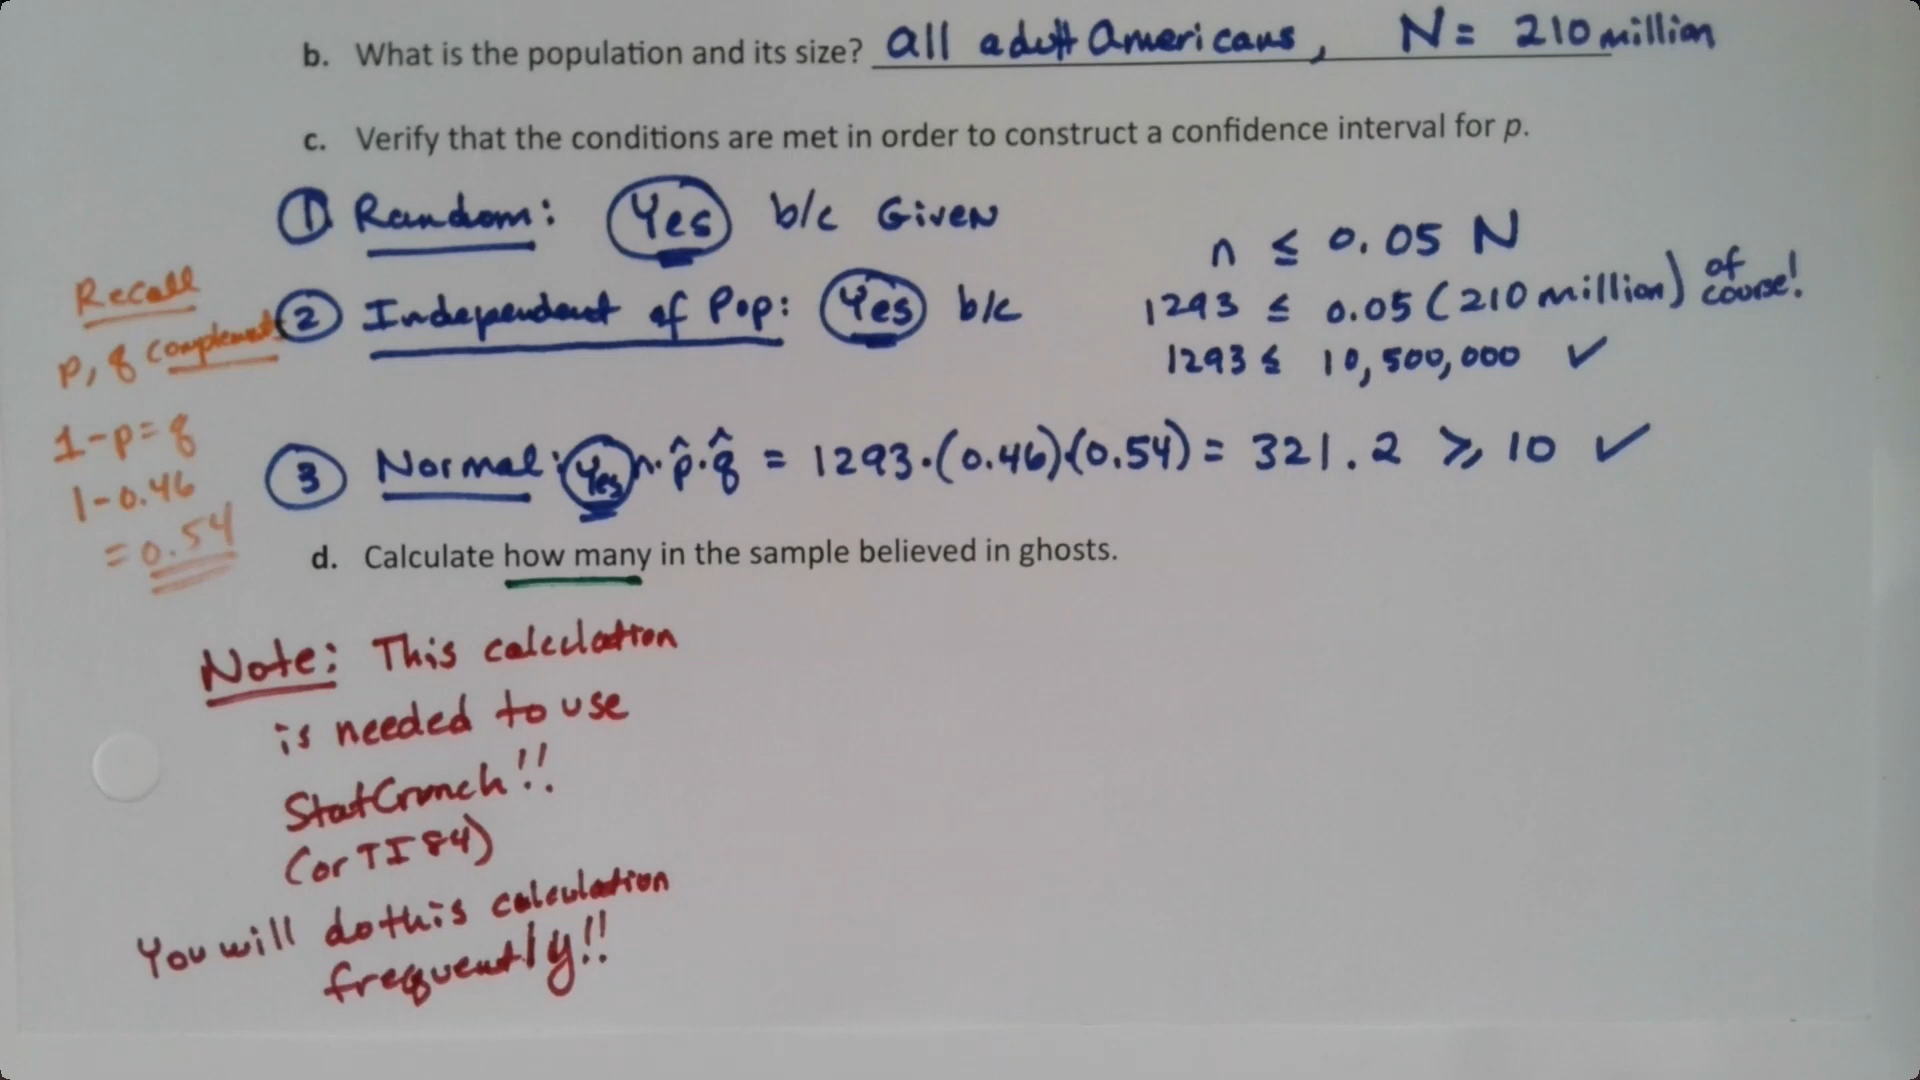 b. What is the population and its size? all adult Americans, N = 210 million
c. Verify that the conditions are met in order to construct a confidence interval for p.
① Random: Yes b/c Given
n ≤ 0.05 N
② Independent of Pop: Yes b/c 1293 ≤ 0.05 (210 million) of course!
1293 ≤ 10,500,000 ✓
Recall
p, q complements
1-p=q
1-0.46
= 0.54
③ Normal: Yes n·p̂·q̂ = 1293·(0.46)(0.54) = 321.2 ≥ 10 ✓
d. Calculate how many in the sample believed in ghosts.
Note: This calculation
is needed to use
StatCrunch!!
(or TI 84)
You will do this calculation
frequently!!